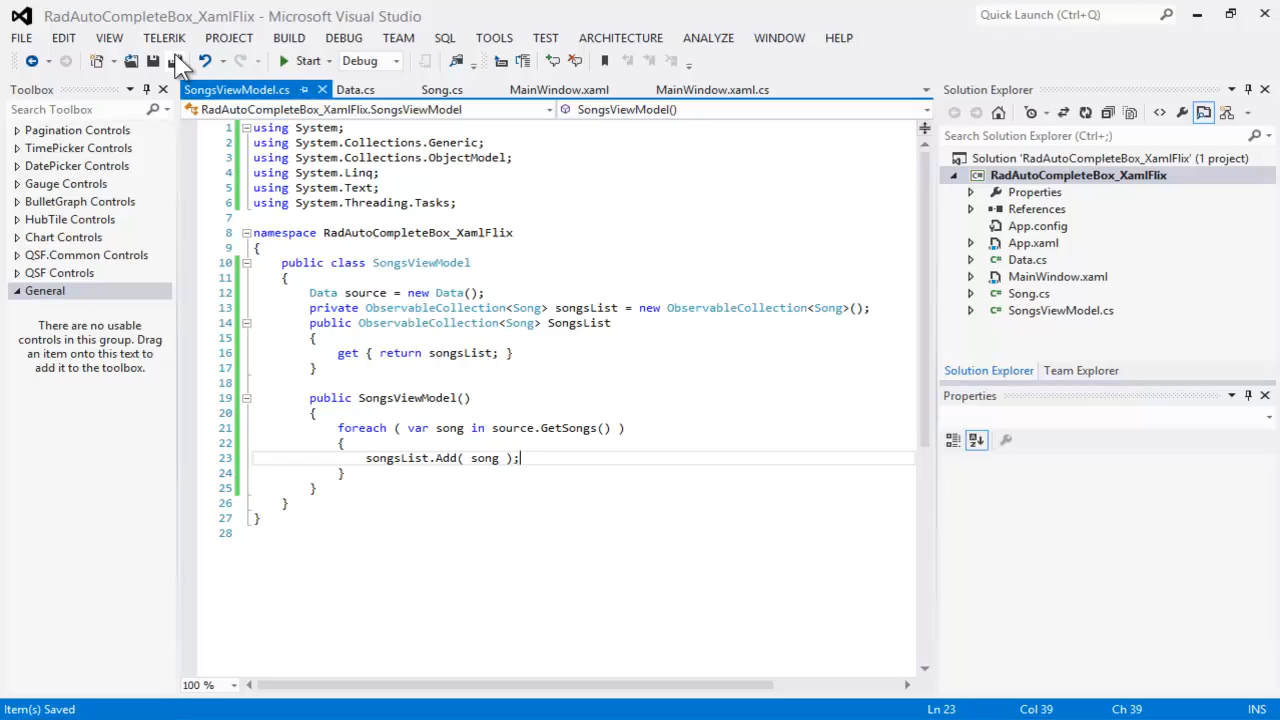 RadAutoCompleteBox_XamlFlix - Microsoft Visual Studio
Quick Launch (Ctrl+Q)
FILE EDIT VIEW TELERIK PROJECT BUILD DEBUG TEAM SQL TOOLS TEST ARCHITECTURE ANALYZE WINDOW HELP
Start Debug
Toolbox
Search Toolbox
Pagination Controls
TimePicker Controls
DatePicker Controls
Gauge Controls
BulletGraph Controls
HubTile Controls
Chart Controls
QSF.Common Controls
QSF Controls
General
There are no usable
controls in this group. Drag
an item onto this text to
add it to the toolbox.
SongsViewModel.cs Data.cs Song.cs MainWindow.xaml MainWindow.xaml.cs
RadAutoCompleteBox_XamlFlix.SongsViewModel SongsViewModel()
1 using System;
2 using System.Collections.Generic;
3 using System.Collections.ObjectModel;
4 using System.Linq;
5 using System.Text;
6 using System.Threading.Tasks;
7
8 namespace RadAutoCompleteBox_XamlFlix
9 {
10 public class SongsViewModel
11 {
12 Data source = new Data();
13 private ObservableCollection<Song> songsList = new ObservableCollection<Song>();
14 public ObservableCollection<Song> SongsList
15 {
16 get { return songsList; }
17 }
18
19 public SongsViewModel()
20 {
21 foreach ( var song in source.GetSongs() )
22 {
23 songsList.Add( song );
24 }
25 }
26 }
27 }
28
100 %
Solution Explorer
Search Solution Explorer (Ctrl+;)
Solution 'RadAutoCompleteBox_XamlFlix' (1 project)
RadAutoCompleteBox_XamlFlix
Properties
References
App.config
App.xaml
Data.cs
MainWindow.xaml
Song.cs
SongsViewModel.cs
Solution Explorer Team Explorer
Properties
Item(s) Saved Ln 23 Col 39 Ch 39 INS